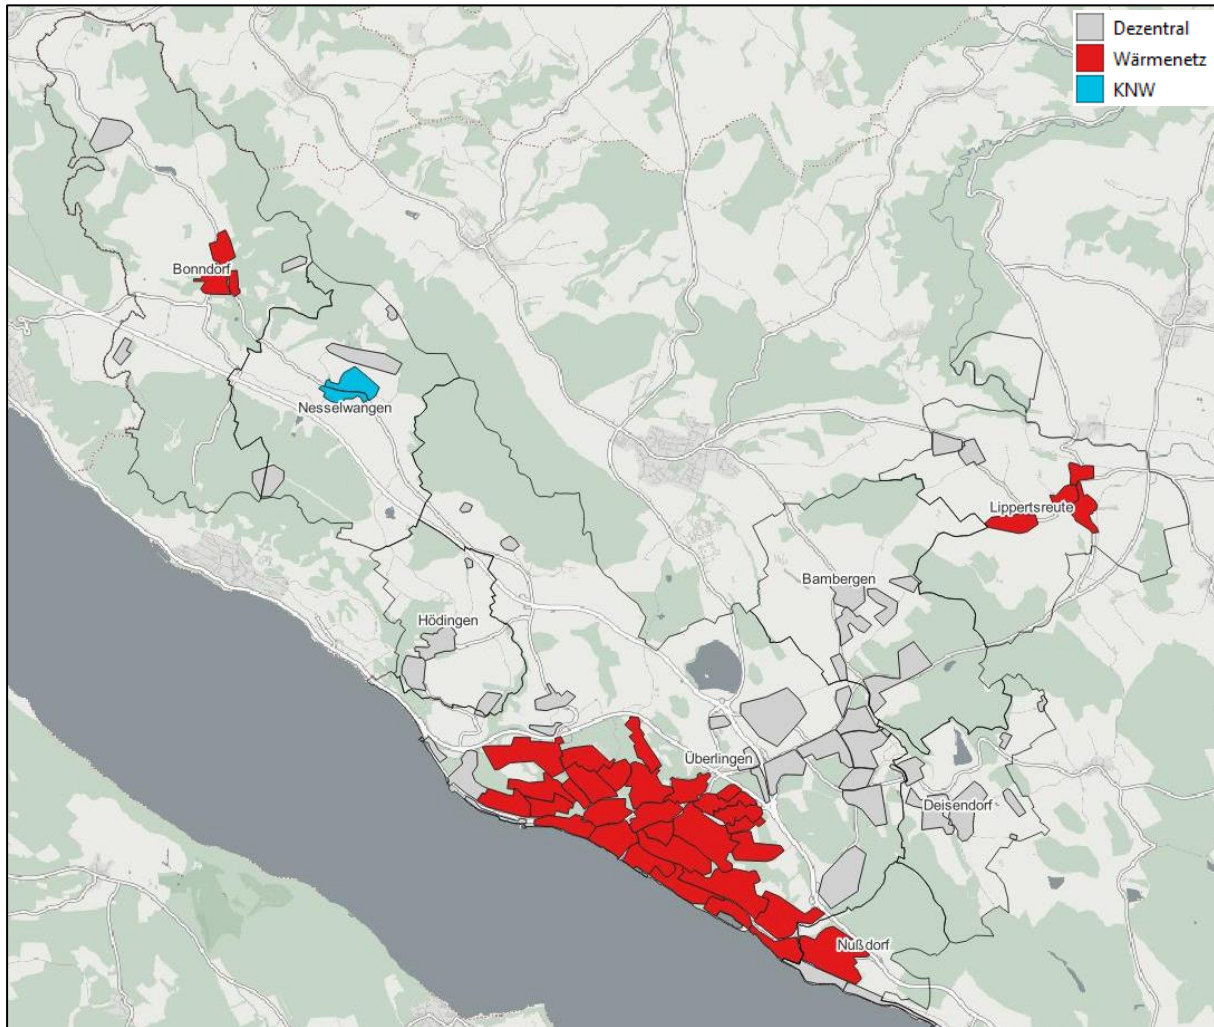 Dezentral
Wärmenetz
KNW
Bonndorf
Nesselwangen
Lippertsreute
Bambergen
Hödingen
Überlingen
Deisendorf
Nußdorf